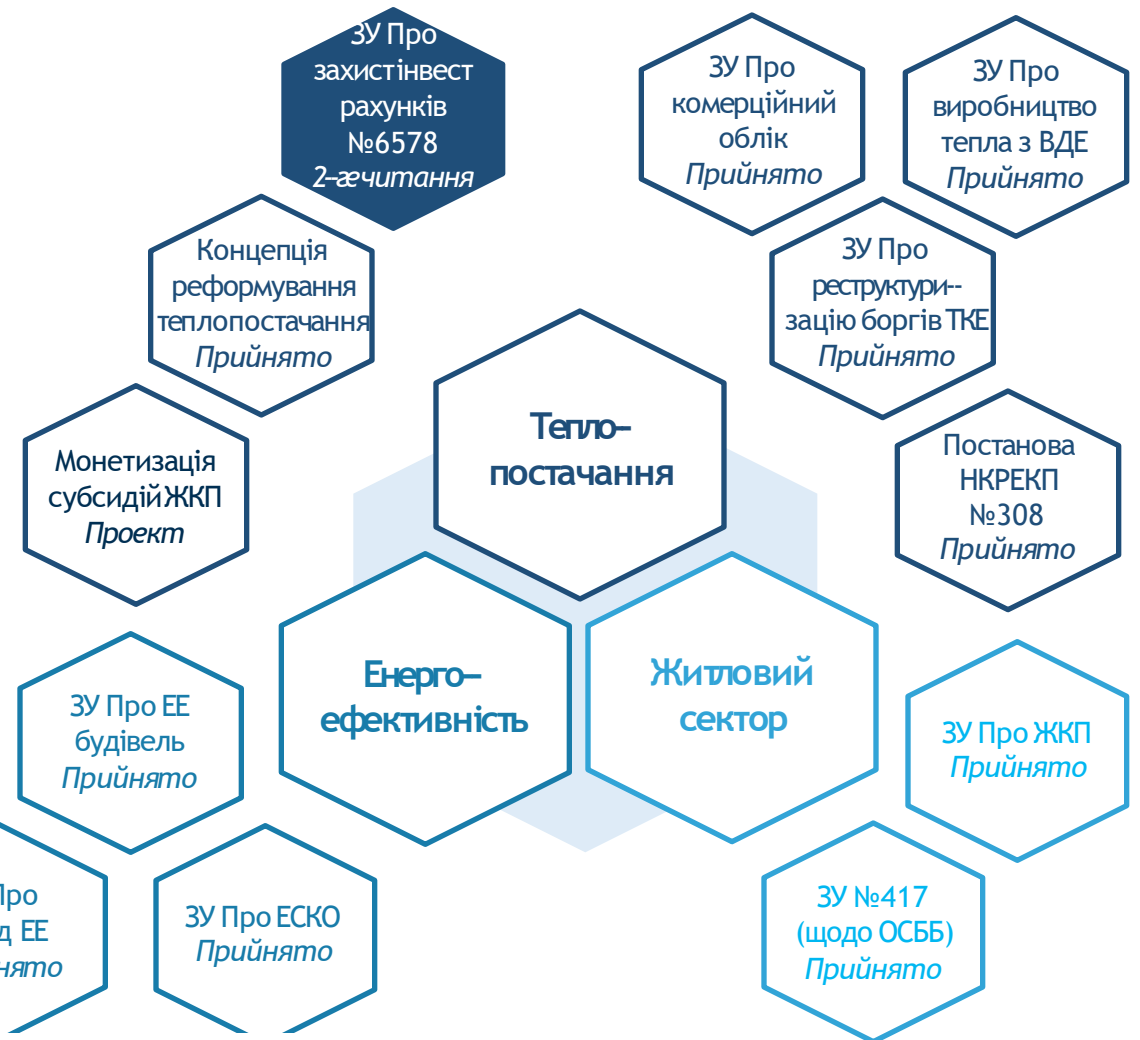 ЗУ Про
захистінвест
рахунків
№6578
2-æчитання
ЗУ Про
комерційний
облік
Прийнято
ЗУ Про
виробництво
тепла з ВДЕ
Прийнято
Концепція
реформування
теплопостачання
Прийнято
ЗУ Про
реструктури--
зацію боргів ТКЕ
Прийнято
Монетизація
субсидій ЖКП
Проект
Тепло-
постачання
Постанова
НКРЕКП
№308
Прийнято
Енерго-
ефективність
Житловий
сектор
ЗУ Про ЕЕ
будівель
Прийнято
ЗУ Про ЖКП
Прийнято
ЕЕ
ЗУ Про ЕСКО
Прийнято
ЗУ №417
(щодо ОСББ)
Прийнято